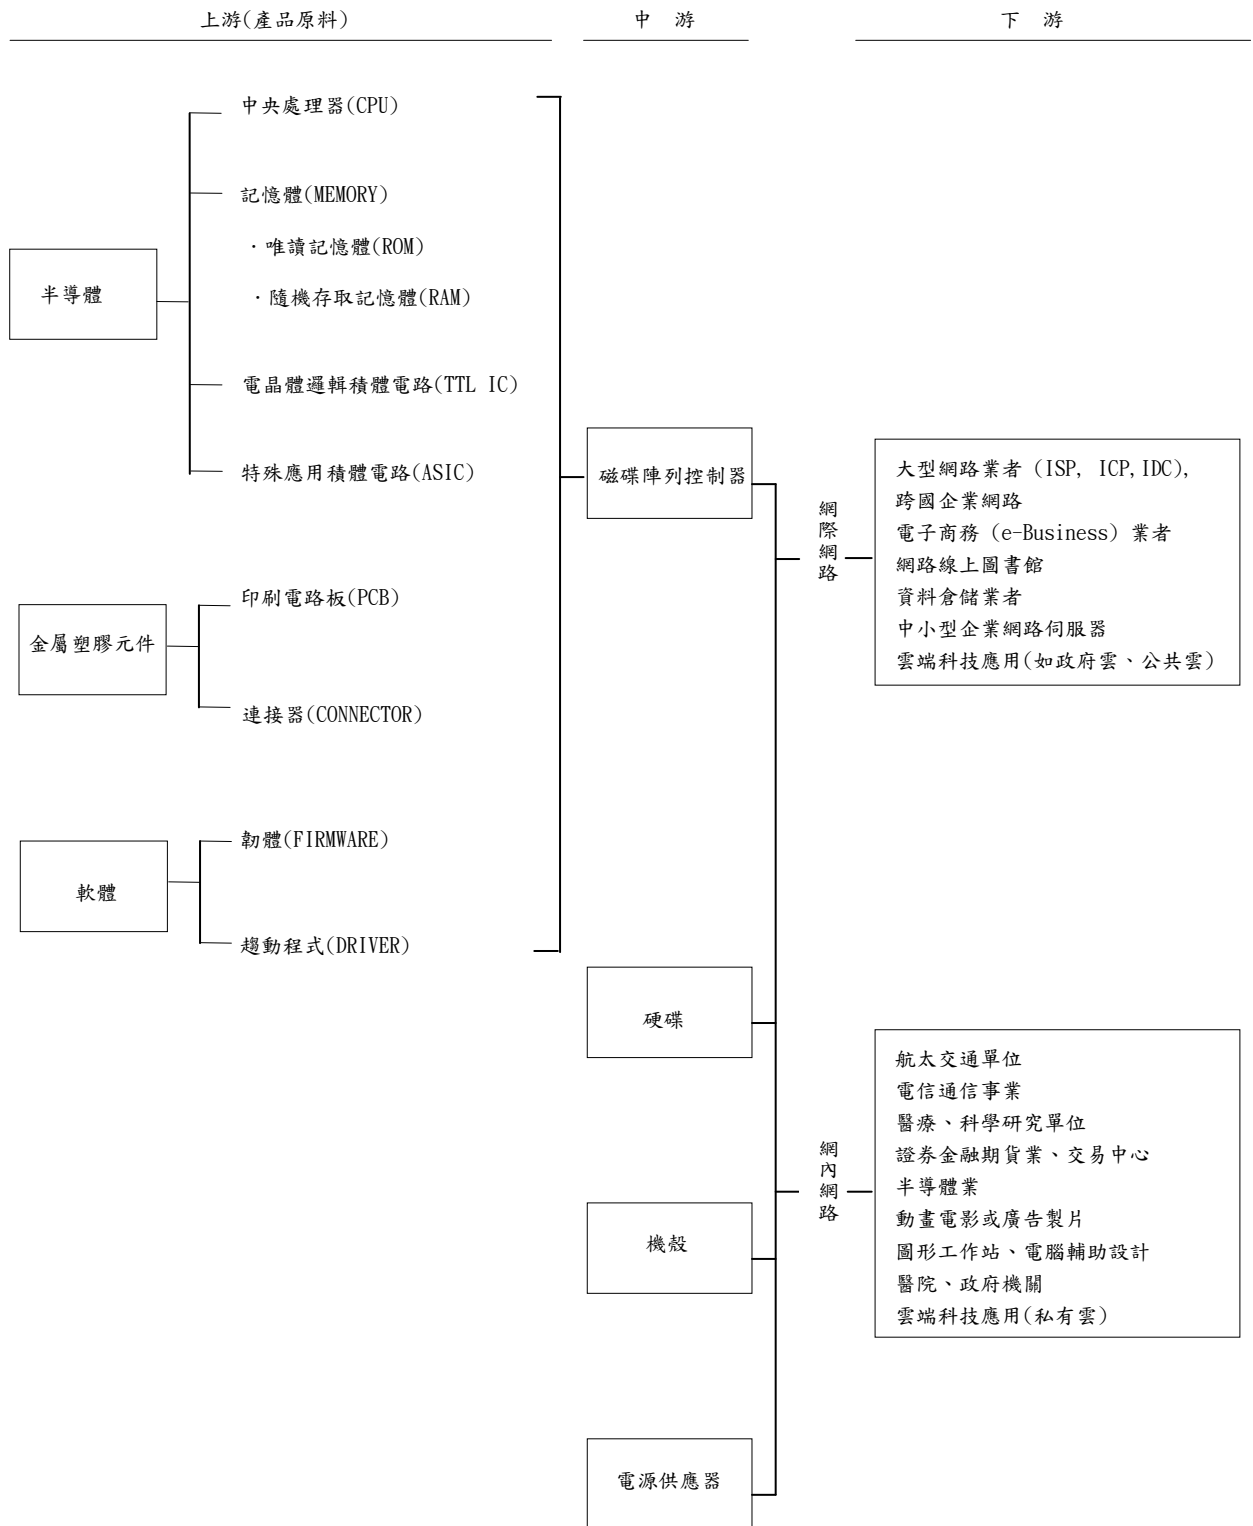 上游(產品原料)
中 游
下 游
半導體
中央處理器(CPU)
記憶體(MEMORY)
．唯讀記憶體(ROM)
．隨機存取記憶體(RAM)
電晶體邏輯積體電路(TTL IC)
特殊應用積體電路(ASIC)
金屬塑膠元件
印刷電路板(PCB)
連接器(CONNECTOR)
軟體
韌體(FIRMWARE)
趨動程式(DRIVER)
磁碟陣列控制器
硬碟
機殼
電源供應器
網際網路
大型網路業者 (ISP, ICP,IDC),
跨國企業網路
電子商務 (e-Business) 業者
網路線上圖書館
資料倉儲業者
中小型企業網路伺服器
雲端科技應用(如政府雲、公共雲)
網內網路
航太交通單位
電信通信事業
醫療、科學研究單位
證券金融期貨業、交易中心
半導體業
動畫電影或廣告製片
圖形工作站、電腦輔助設計
醫院、政府機關
雲端科技應用(私有雲)